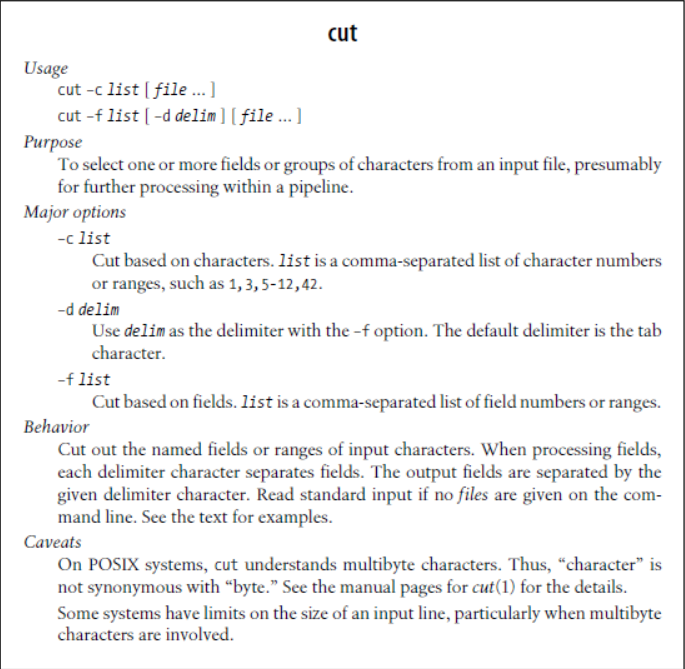 cut
Usage
cut -c list [ file ... ]
cut -f list [ -d delim ] [ file ... ]
Purpose
To select one or more fields or groups of characters from an input file, presumably
for further processing within a pipeline.
Major options
-c list
Cut based on characters. list is a comma-separated list of character numbers
or ranges, such as 1,3,5-12,42.
-d delim
Use delim as the delimiter with the -f option. The default delimiter is the tab
character.
-f list
Cut based on fields. list is a comma-separated list of field numbers or ranges.
Behavior
Cut out the named fields or ranges of input characters. When processing fields,
each delimiter character separates fields. The output fields are separated by the
given delimiter character. Read standard input if no files are given on the com-
mand line. See the text for examples.
Caveats
On POSIX systems, cut understands multibyte characters. Thus, “character” is
not synonymous with “byte.” See the manual pages for cut(1) for the details.
Some systems have limits on the size of an input line, particularly when multibyte
characters are involved.